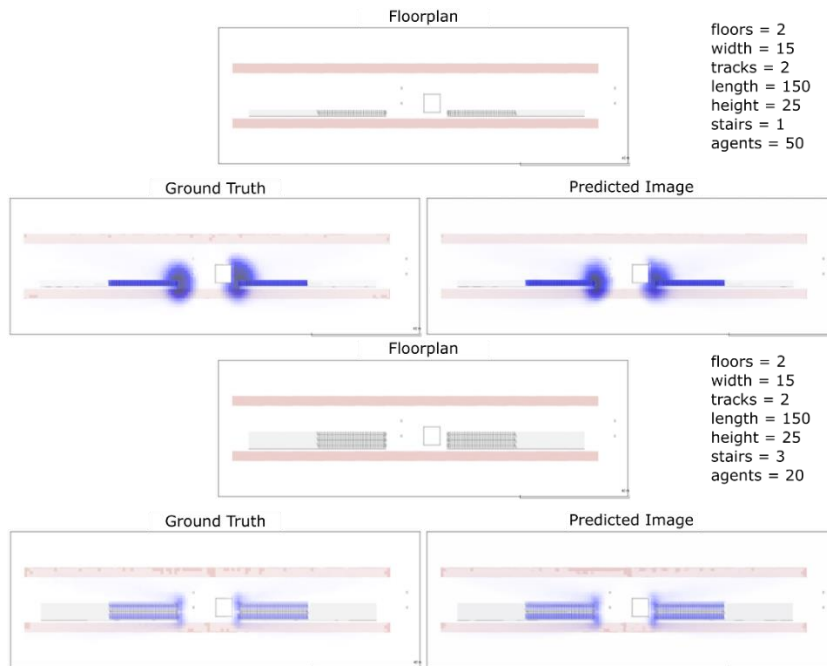 Floorplan
floors = 2
width = 15
tracks = 2
length = 150
height = 25
stairs = 1
agents = 50
Ground Truth
Predicted Image
Floorplan
floors = 2
width = 15
tracks = 2
length = 150
height = 25
stairs = 3
agents = 20
Ground Truth
Predicted Image